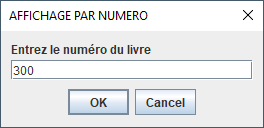 AFFICHAGE PAR NUMERO
Entrez le numéro du livre
300
OK Cancel